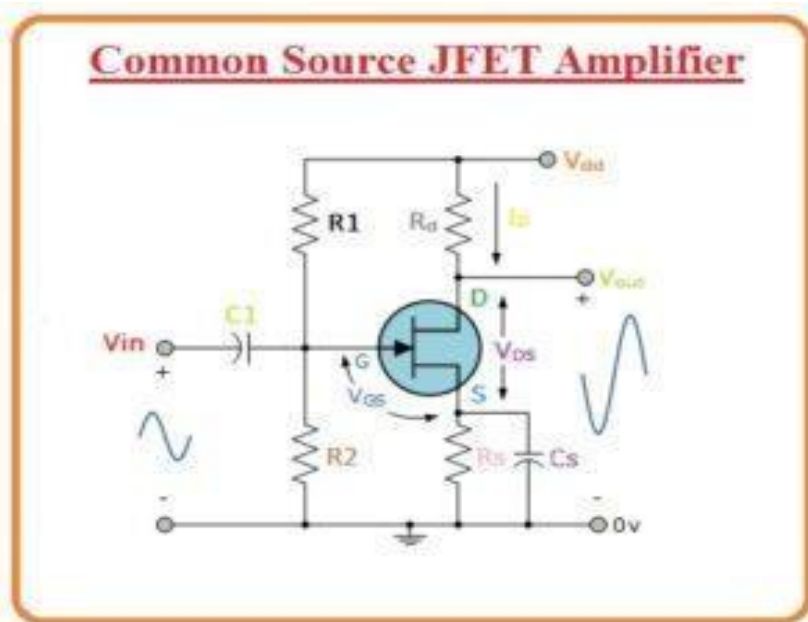 Common Source JFET Amplifier
Vdd
R1
Rd
ID
Vout
+
D
C1
Vin
+
G
VDS
VGS
S
R2
Rs
Cs
-
-
0v